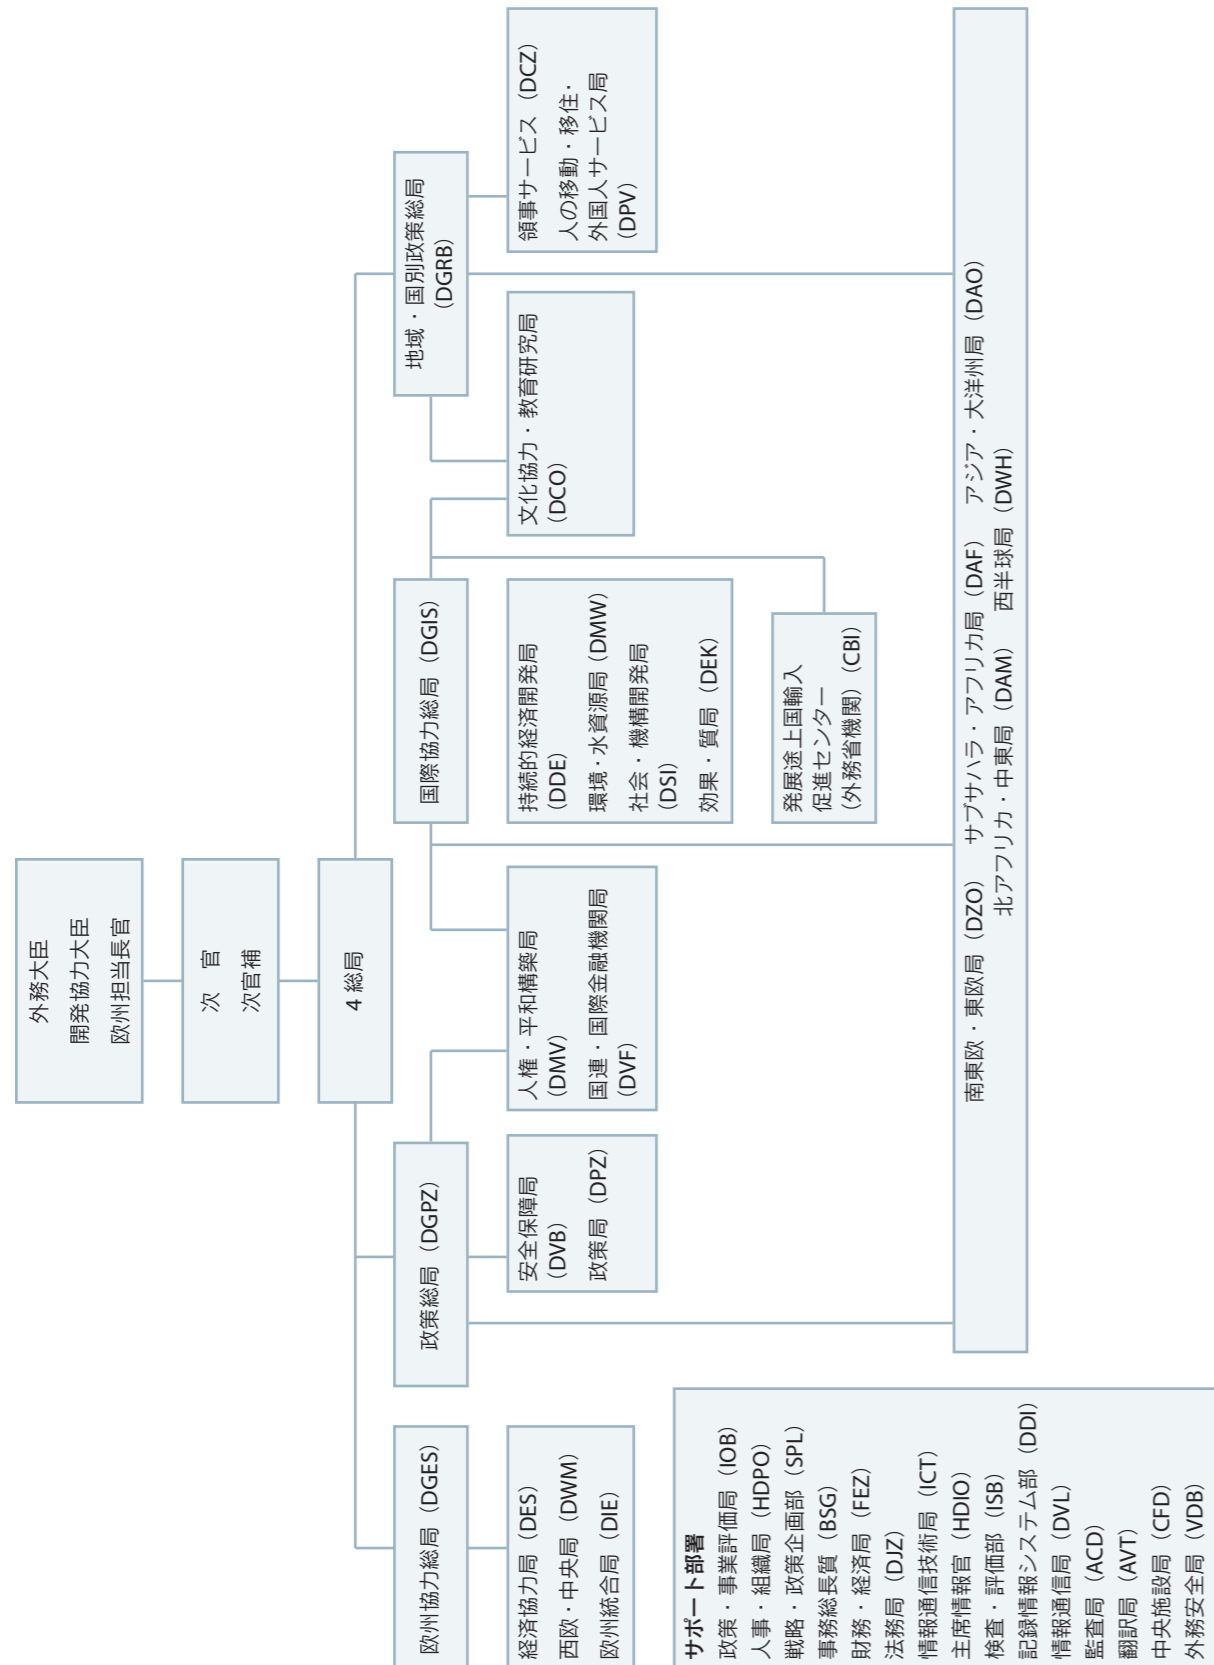 外務大臣
開発協力大臣
欧州担当長官
次　官
次官補
4 総局
欧州協力総局（DGES）
政策総局（DGPZ）
国際協力総局（DGIS）
地域・国別政策総局
（DGRB）
経済協力局（DES）
西欧・中央局（DWM）
欧州統合局（DIE）
安全保障局
（DVB）
政策局（DPZ）
人権・平和構築局
（DMV）
国連・国際金融機関局
（DVF）
持続的経済開発局
（DDE）
環境・水資源局（DMW）
社会・機構開発局
（DSI）
効果・質局（DEK）
文化協力・教育研究局
（DCO）
領事サービス（DCZ）
人の移動・移住・
外国人サービス局
（DPV）
発展途上国輸入
促進センター
（外務省機関）（CBI）
南東欧・東欧局（DZO）　サブサハラ・アフリカ局（DAF）　アジア・大洋州局（DAO）
北アフリカ・中東局（DAM）　西半球局（DWH）
サポート部署
政策・事業評価局（IOB）
人事・組織局（HDPO）
戦略・政策企画部（SPL）
事務総長質（BSG）
財務・経済局（FEZ）
法務局（DJZ）
情報通信技術局（ICT）
主席情報官（HDIO）
検査・評価部（ISB）
記録情報システム部（DDI）
情報通信局（DVL）
監査局（ACD）
翻訳局（AVT）
中央施設局（CFD）
外務安全局（VDB）